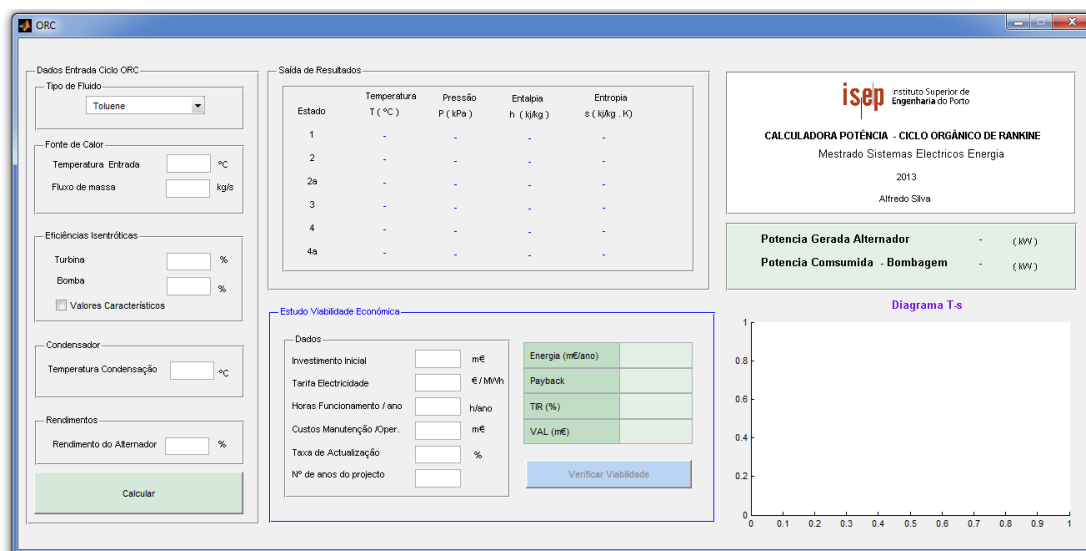 ORC
Dados Entrada Ciclo ORC
Tipo de Fluido
Toluene
Fonte de Calor
Temperatura Entrada ºC
Fluxo de massa kg/s
Eficiências Isentróticas
Turbina %
Bomba %
Valores Característicos
Condensador
Temperatura Condensação ºC
Rendimentos
Rendimento do Alternador %
Calcular
Saída de Resultados
Temperatura Pressão Entalpia Entropia
Estado T ( ºC ) P ( kPa ) h ( kj/kg ) s ( kj/kg . K )
1 - - - -
2 - - - -
2a - - - -
3 - - - -
4 - - - -
4a - - - -
Estudo Viabilidade Económica
Dados
Investimento Inicial m€
Tarifa Electricidade € / MWh
Horas Funcionamento / ano h/ano
Custos Manutenção /Oper. m€
Taxa de Actualização %
Nº de anos do projecto
Energia (m€/ano)
Payback
TIR (%)
VAL (m€)
Verificar Viabilidade
isep Instituto Superior de
Engenharia do Porto
CALCULADORA POTÊNCIA - CICLO ORGÂNICO DE RANKINE
Mestrado Sistemas Electricos Energia
2013
Alfredo Silva
Potencia Gerada Alternador - ( kW )
Potencia Comsumida - Bombagem - ( kW )
Diagrama T-s
1
0.8
0.6
0.4
0.2
0
0 0.1 0.2 0.3 0.4 0.5 0.6 0.7 0.8 0.9 1